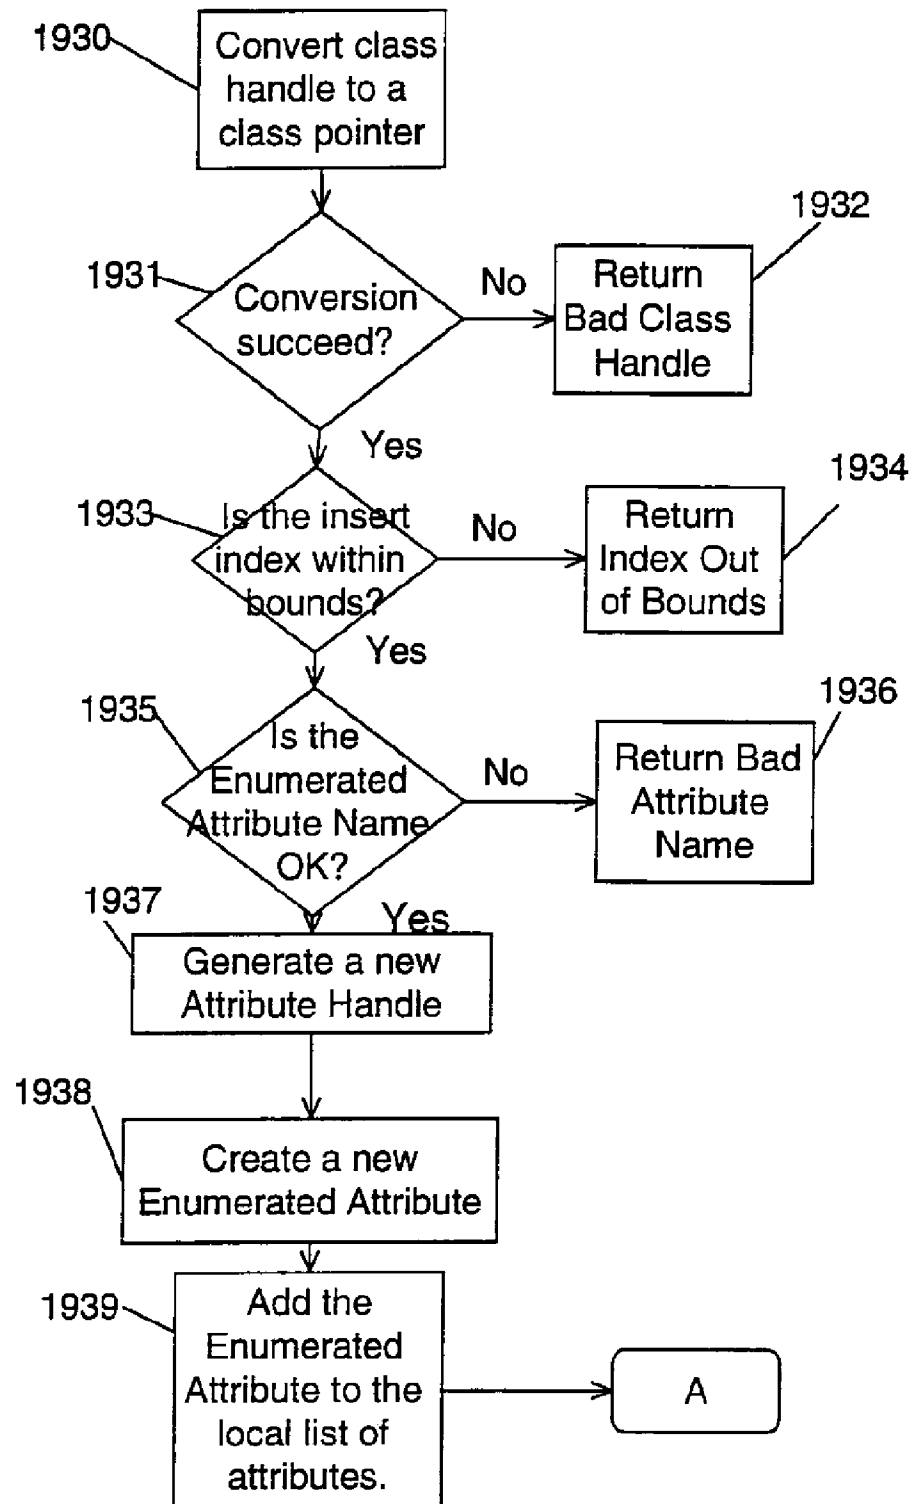 1930
Convert class
handle to a
class pointer
1931
Conversion
succeed?
No
1932
Return
Bad Class
Handle
Yes
1933
Is the insert
index within
bounds?
No
1934
Return
Index Out
of Bounds
Yes
1935
Is the
Enumerated
Attribute Name
OK?
No
1936
Return Bad
Attribute
Name
Yes
1937
Generate a new
Attribute Handle
1938
Create a new
Enumerated Attribute
1939
Add the
Enumerated
Attribute to the
local list of
attributes.
A